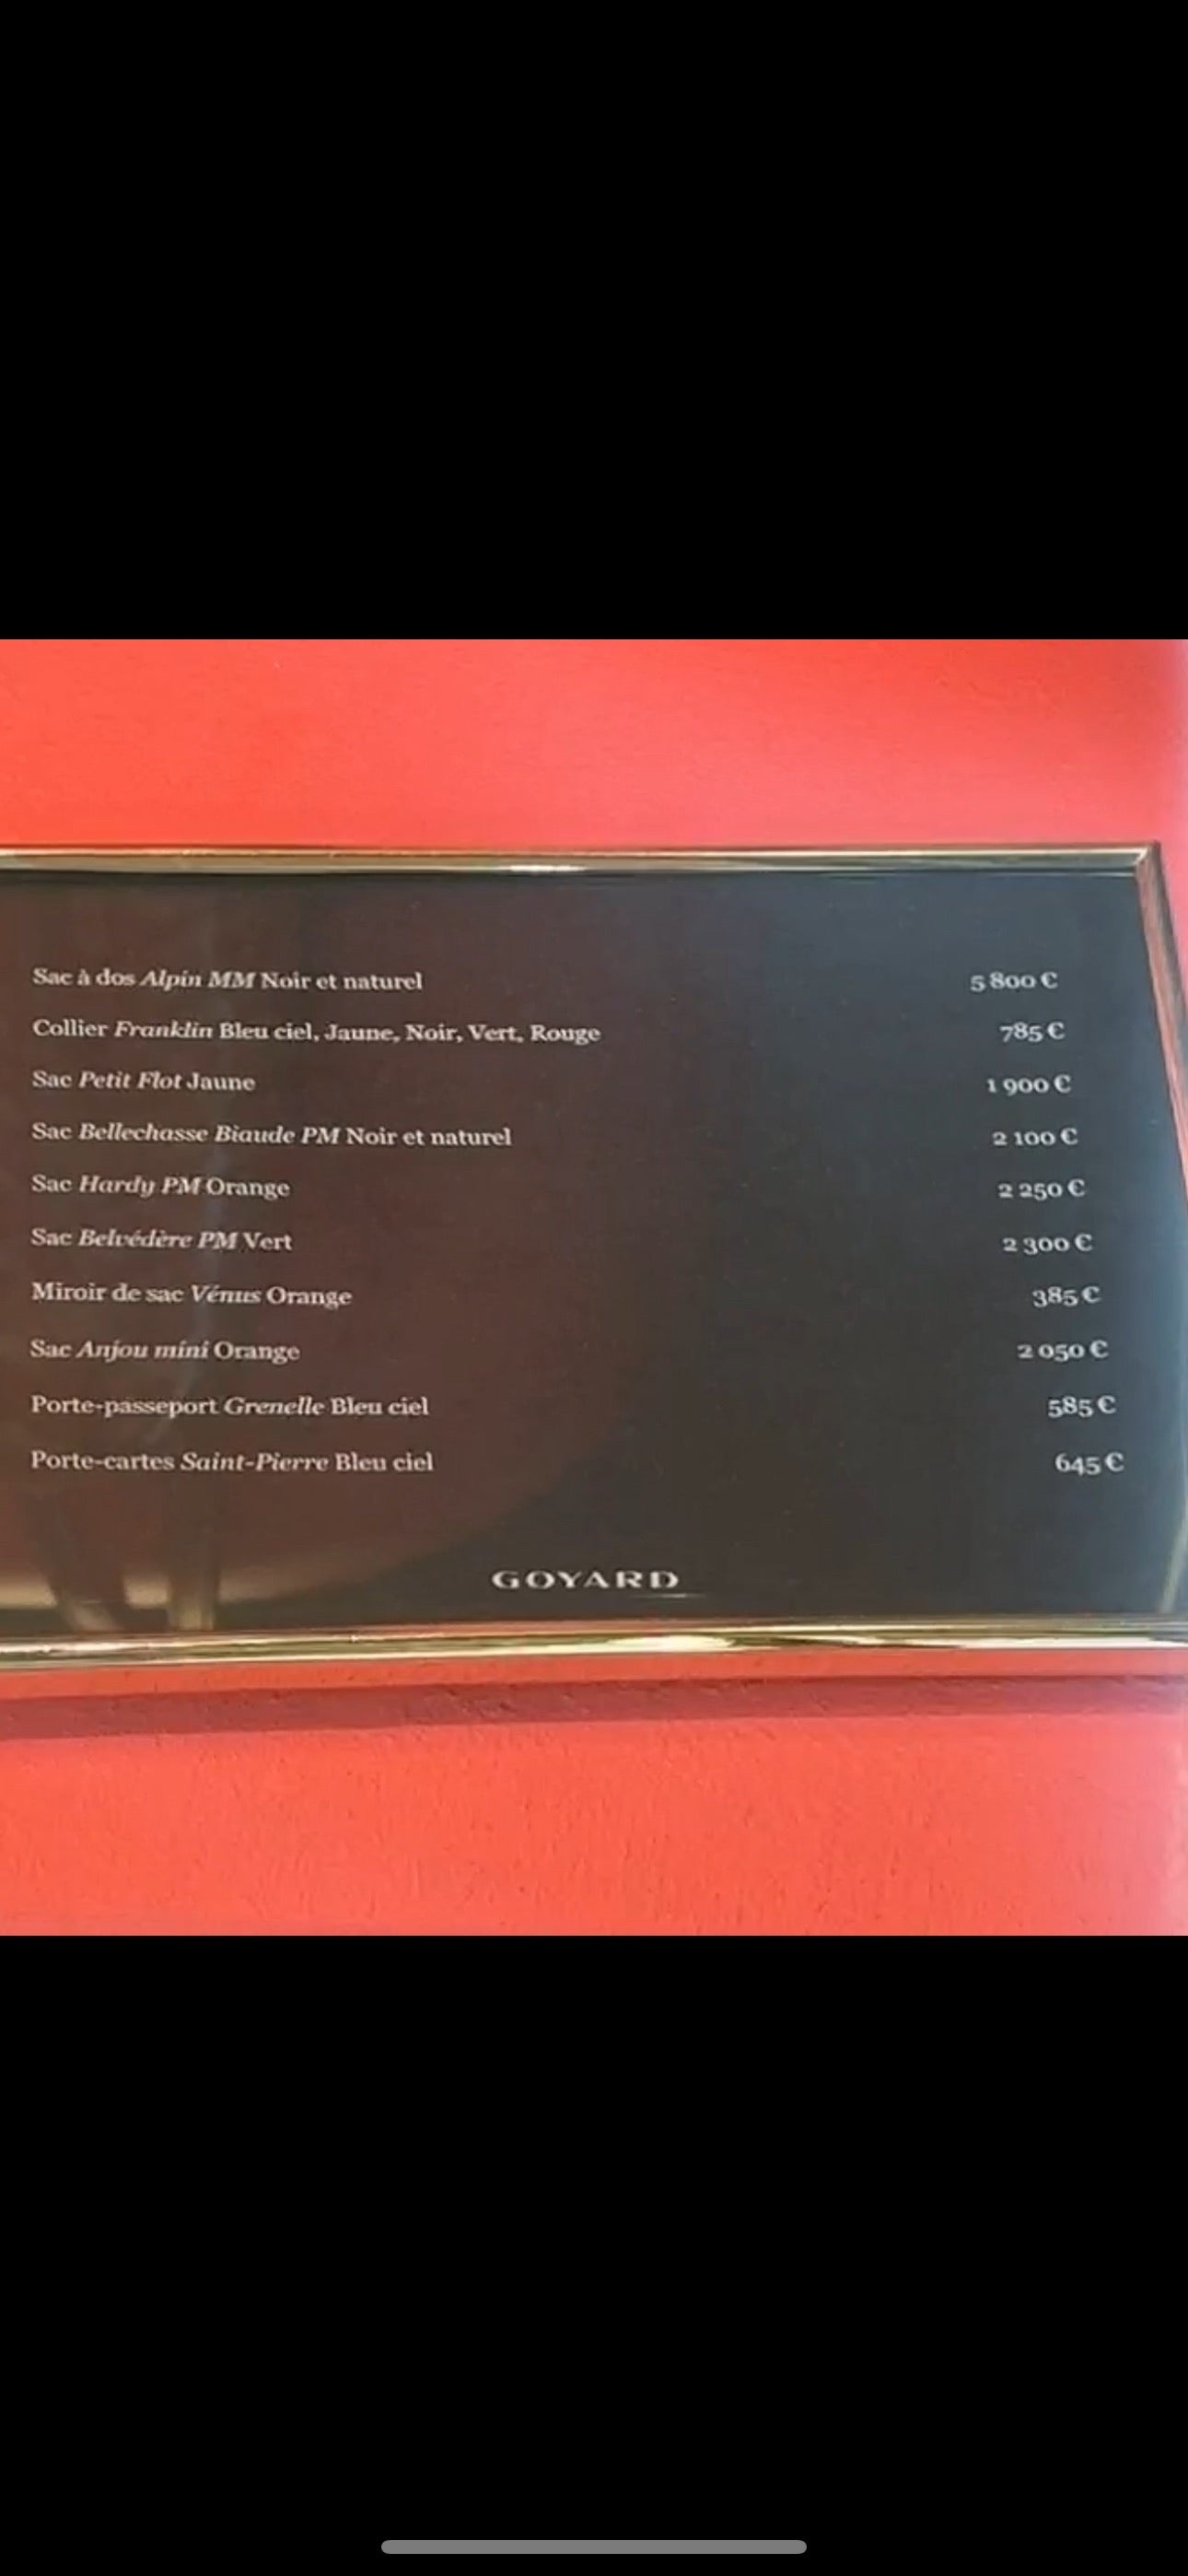 Sac à dos Alpin MM Noir et naturel 5 800 €
Collier Franklin Bleu ciel, Jaune, Noir, Vert, Rouge 785 €
Sac Petit Flot Jaune 1 900 €
Sac Bellechasse Biaude PM Noir et naturel 2 100 €
Sac Hardy PM Orange 2 250 €
Sac Belvédère PM Vert 2 300 €
Miroir de sac Vénus Orange 385 €
Sac Anjou mini Orange 2 050 €
Porte-passeport Grenelle Bleu ciel 585 €
Porte-cartes Saint-Pierre Bleu ciel 645 €
GOYARD